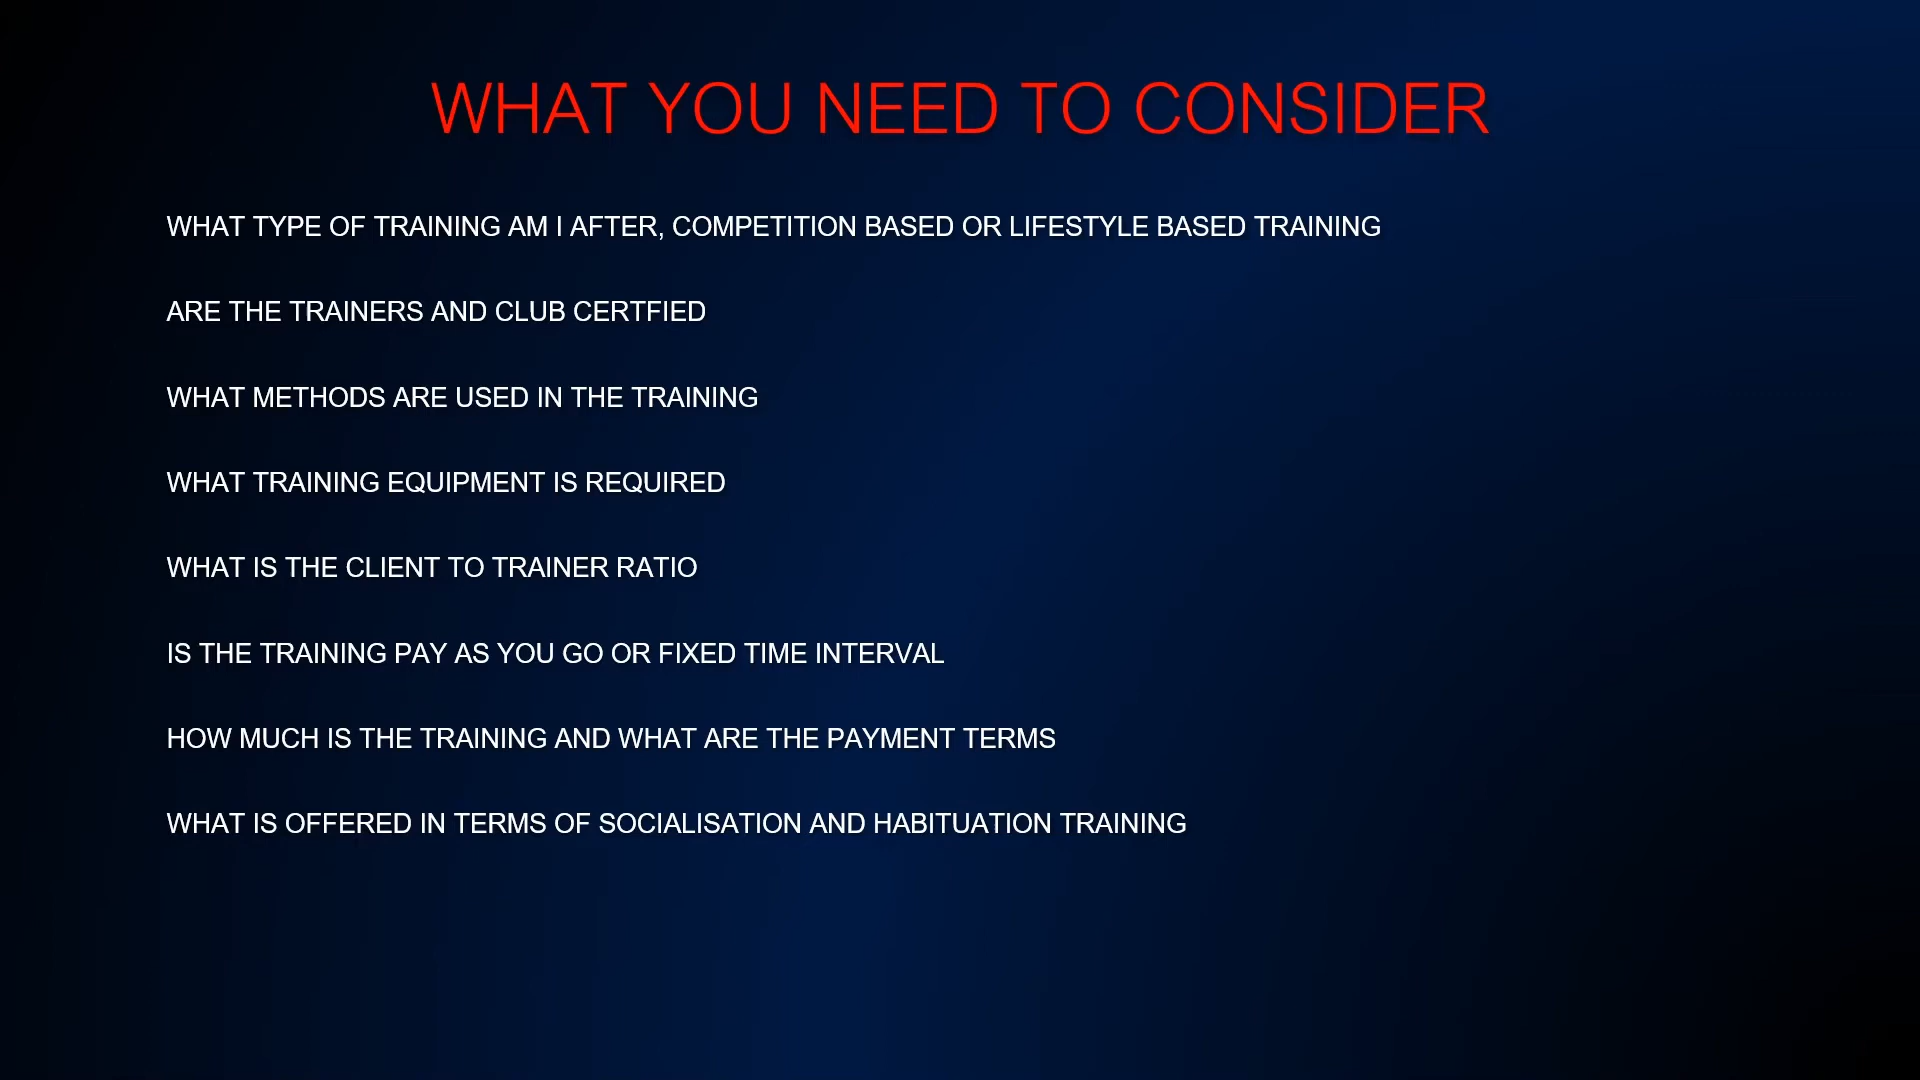 WHAT YOU NEED TO CONSIDER
WHAT TYPE OF TRAINING AM I AFTER, COMPETITION BASED OR LIFESTYLE BASED TRAINING
ARE THE TRAINERS AND CLUB CERTFIED
WHAT METHODS ARE USED IN THE TRAINING
WHAT TRAINING EQUIPMENT IS REQUIRED
WHAT IS THE CLIENT TO TRAINER RATIO
IS THE TRAINING PAY AS YOU GO OR FIXED TIME INTERVAL
HOW MUCH IS THE TRAINING AND WHAT ARE THE PAYMENT TERMS
WHAT IS OFFERED IN TERMS OF SOCIALISATION AND HABITUATION TRAINING